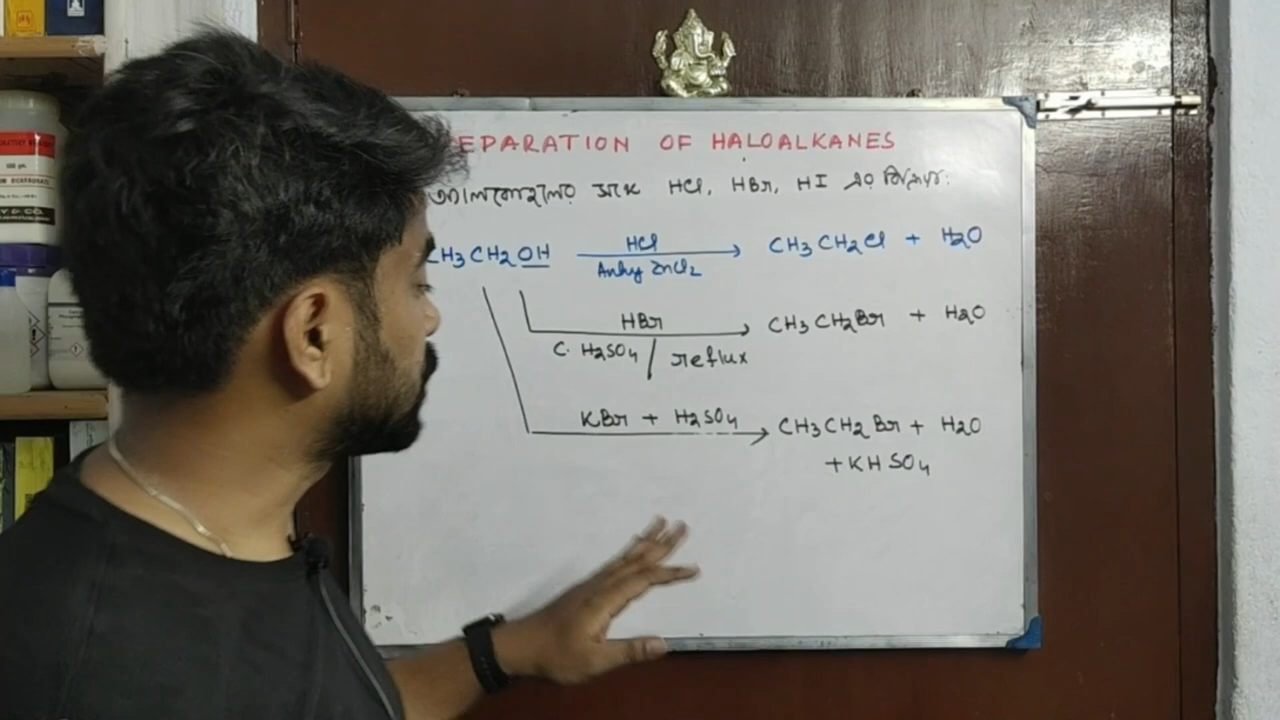 EPARATION OF HALOALKANES
অ্যালকোহলের সাথে HCl, HBr, HI এর বিক্রিয়া:
CH3CH2OH HCl CH3CH2Cl + H2O
Anhy ZnCl2
HBr CH3CH2Br + H2O
C. H2SO4 / reflux
KBr + H2SO4 CH3CH2Br + H2O
+ KHSO4